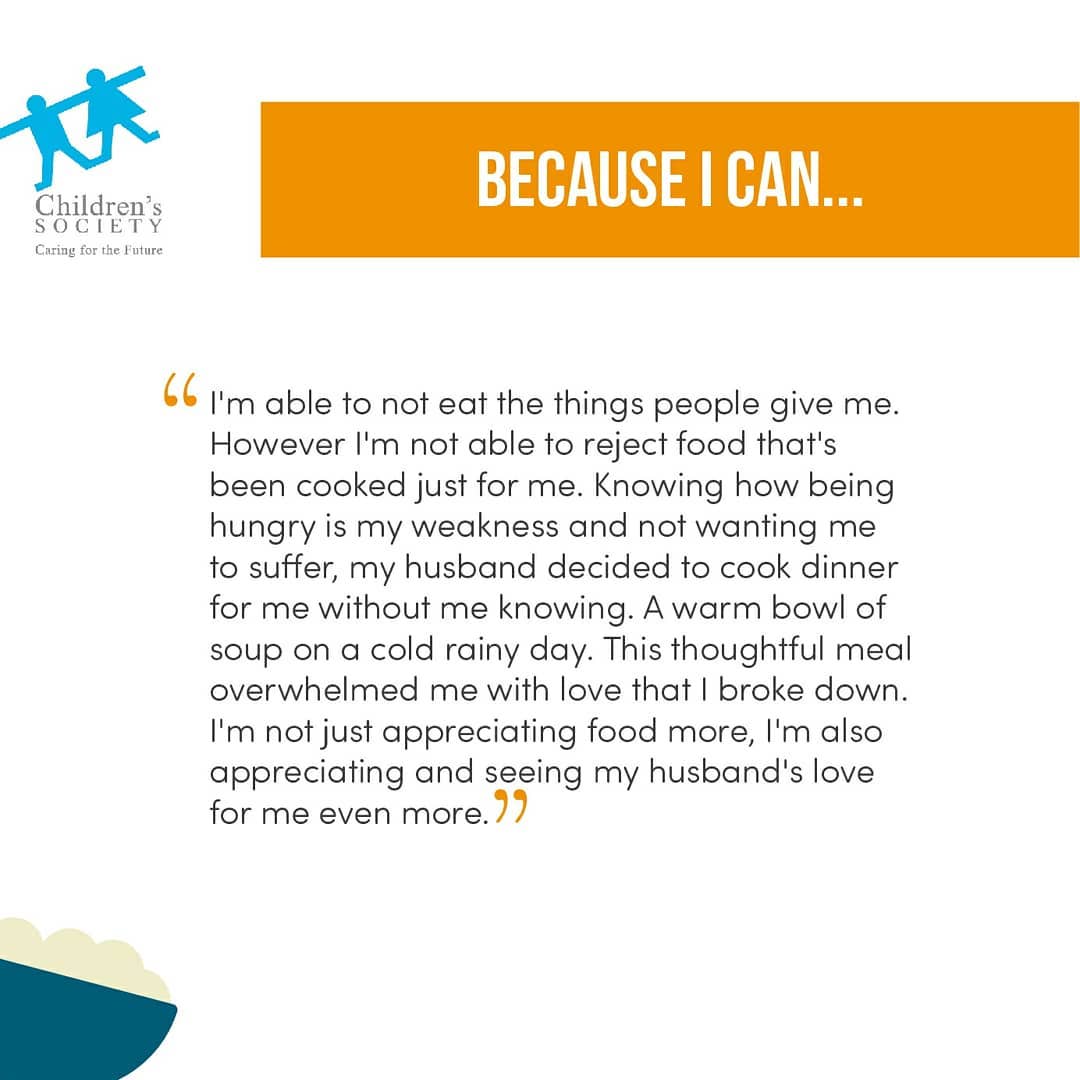 Children's
SOCIETY
Caring for the Future
BECAUSE I CAN...
“I'm able to not eat the things people give me.
However I'm not able to reject food that's
been cooked just for me. Knowing how being
hungry is my weakness and not wanting me
to suffer, my husband decided to cook dinner
for me without me knowing. A warm bowl of
soup on a cold rainy day. This thoughtful meal
overwhelmed me with love that I broke down.
I'm not just appreciating food more, I'm also
appreciating and seeing my husband's love
for me even more.”